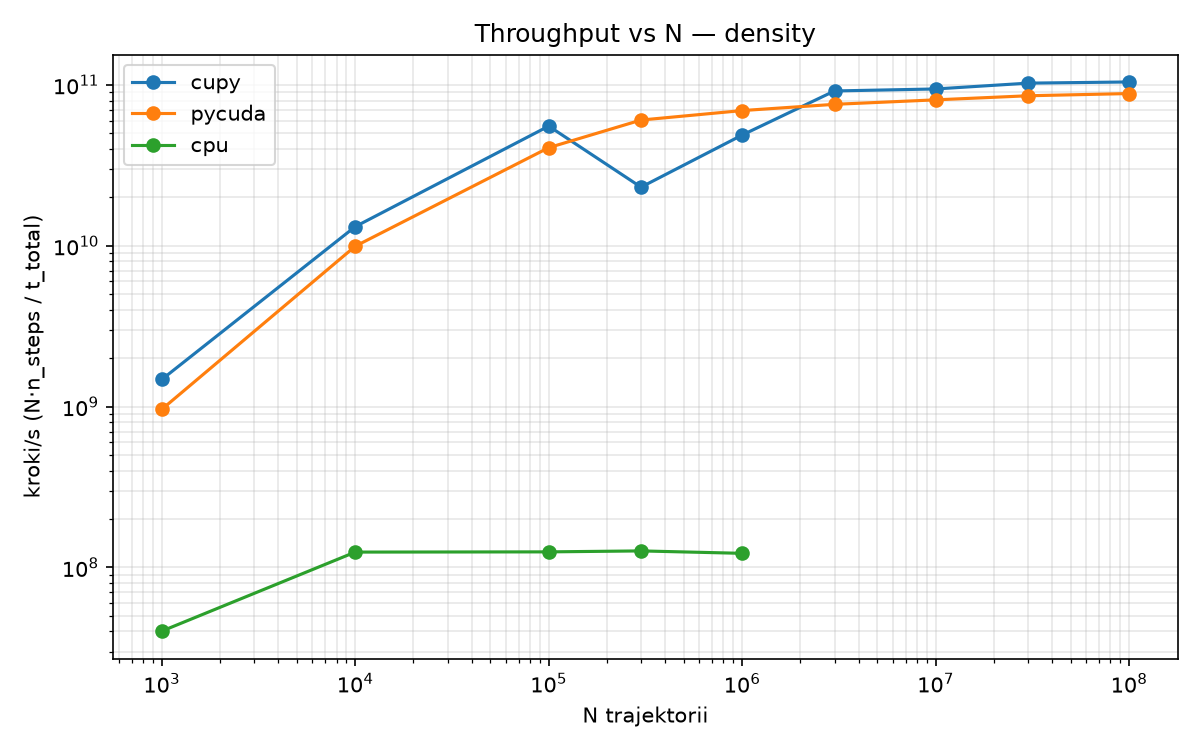 Throughput vs N — density
cupy
pycuda
cpu
kroki/s (N·n_steps / t_total)
10¹¹
10¹⁰
10⁹
10⁸
10³
10⁴
10⁵
10⁶
10⁷
10⁸
N trajektorii